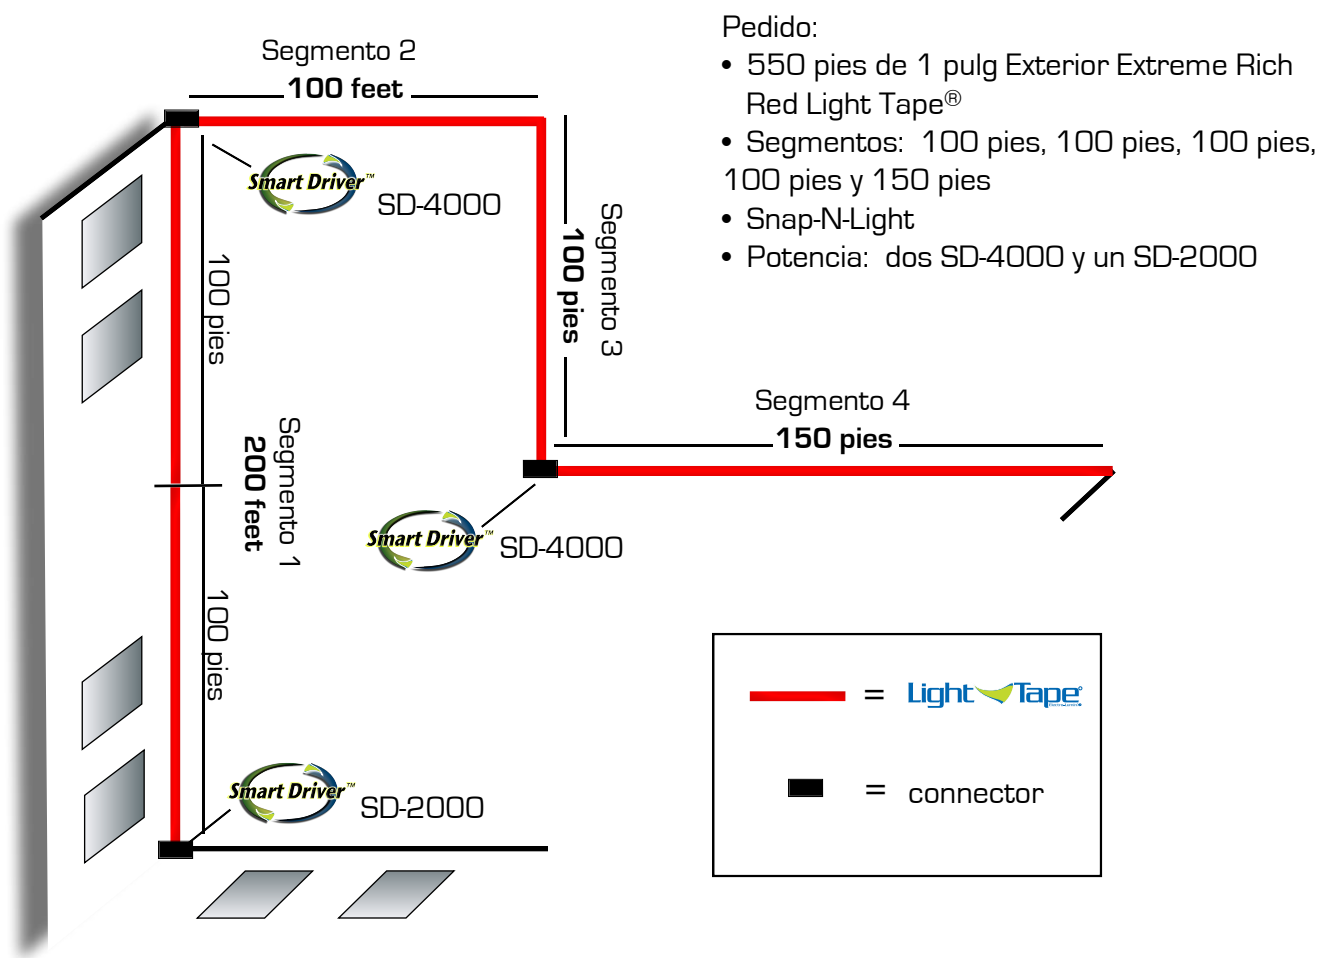 Segmento 2
100 feet
Pedido:
• 550 pies de 1 pulg Exterior Extreme Rich
Red Light Tape®
• Segmentos: 100 pies, 100 pies, 100 pies,
100 pies y 150 pies
• Snap-N-Light
• Potencia: dos SD-4000 y un SD-2000
Smart Driver™
SD-4000
100 pies
Segmento 3
100 pies
Segmento 4
150 pies
Segmento 1
200 feet
Smart Driver™
SD-4000
100 pies
Smart Driver™
SD-2000
= Light Tape®
= connector